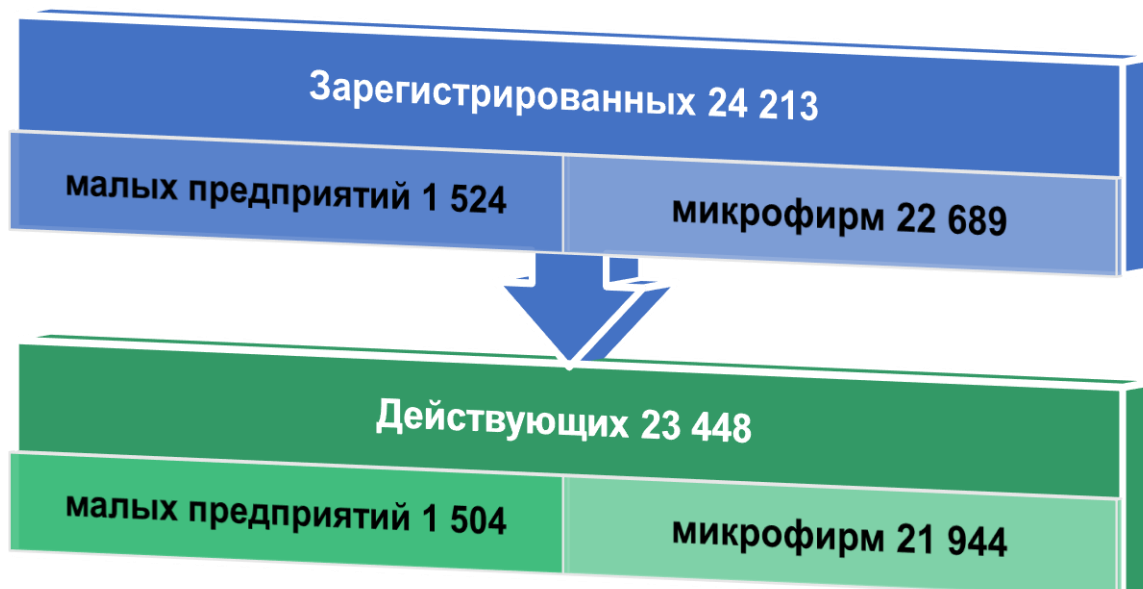 Зарегистрированных 24 213
малых предприятий 1 524
микрофирм 22 689
Действующих 23 448
малых предприятий 1 504
микрофирм 21 944